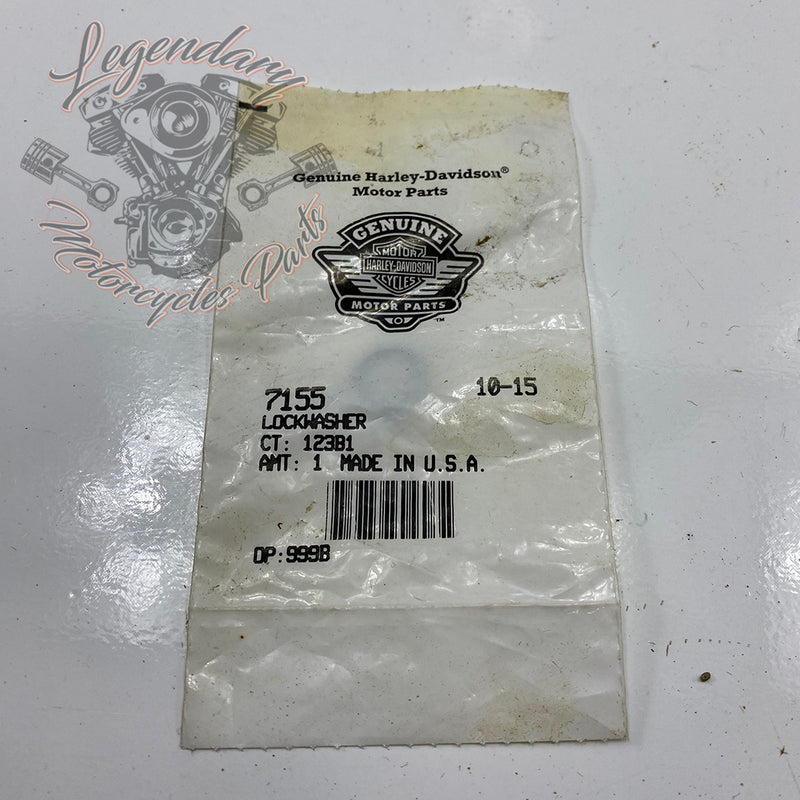 Legendary
Motorcycles Parts
Genuine Harley-Davidson®
Motor Parts
GENUINE
MOTOR
HARLEY-DAVIDSON
CYCLES
MOTOR PARTS
™
7155 10-15
LOCKWASHER
CT: 123B1
AMT: 1 MADE IN U.S.A.
OP:999B